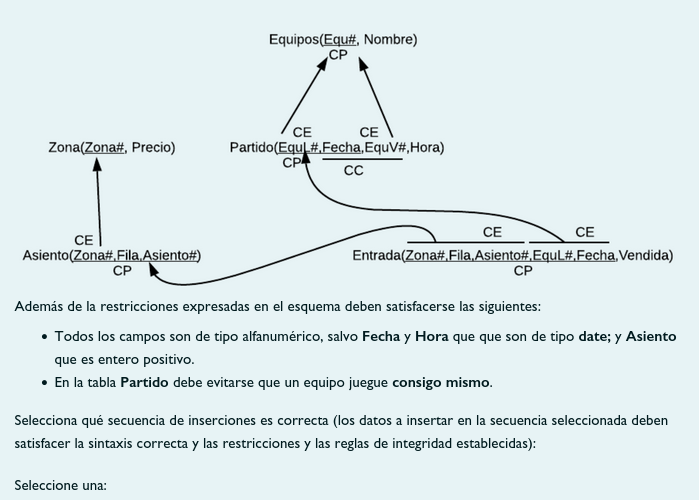 Equipos(Equ#, Nombre)
CP
CE CE
Zona(Zona#, Precio) Partido(EquL#,Fecha,EquV#,Hora)
CP
CC
CE CE CE
Asiento(Zona#,Fila,Asiento#) Entrada(Zona#,Fila,Asiento#,EquL#,Fecha,Vendida)
CP CP
Además de la restricciones expresadas en el esquema deben satisfacerse las siguientes:
• Todos los campos son de tipo alfanumérico, salvo Fecha y Hora que que son de tipo date; y Asiento
que es entero positivo.
• En la tabla Partido debe evitarse que un equipo juegue consigo mismo.
Selecciona qué secuencia de inserciones es correcta (los datos a insertar en la secuencia seleccionada deben
satisfacer la sintaxis correcta y las restricciones y las reglas de integridad establecidas):
Seleccione una: